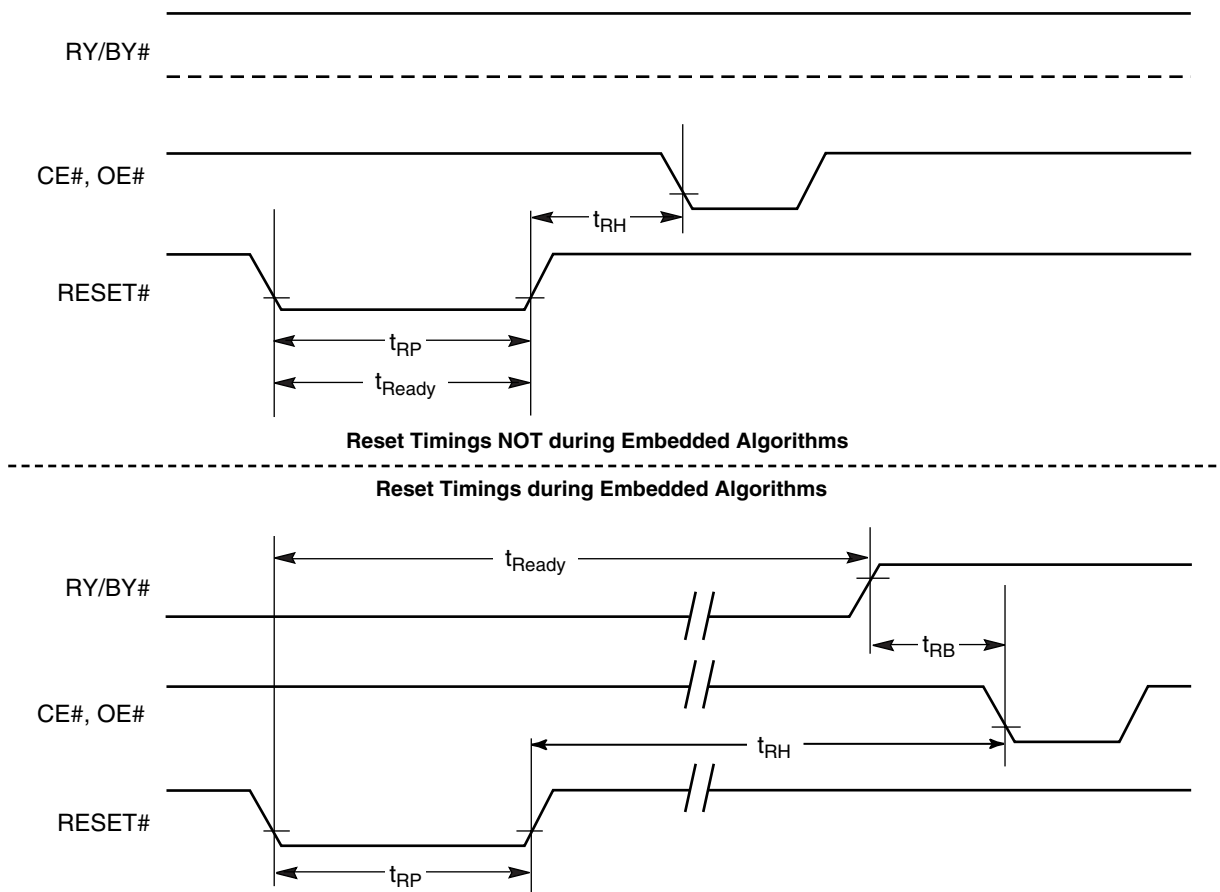 RY/BY#
CE#, OE#
tRH
RESET#
tRP
tReady
Reset Timings NOT during Embedded Algorithms
Reset Timings during Embedded Algorithms
tReady
RY/BY#
tRB
CE#, OE#
tRH
RESET#
tRP